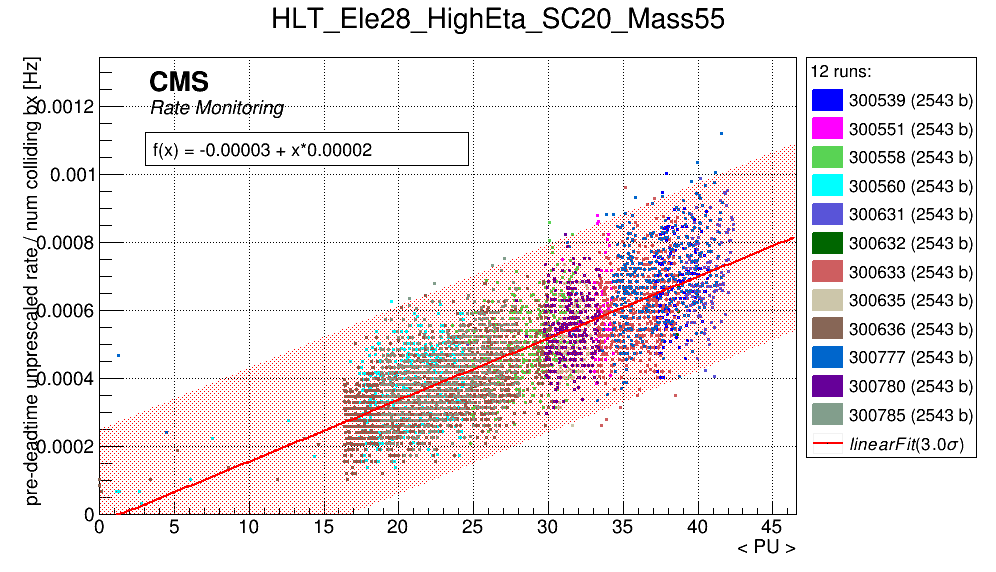 HLT_Ele28_HighEta_SC20_Mass55
pre-deadtime unprescaled rate / num colliding bx [Hz]
CMS
Rate Monitoring
f(x) = -0.00003 + x*0.00002
0.0012
0.001
0.0008
0.0006
0.0004
0.0002
0
0 5 10 15 20 25 30 35 40 45
< PU >
12 runs:
300539 (2543 b)
300551 (2543 b)
300558 (2543 b)
300560 (2543 b)
300631 (2543 b)
300632 (2543 b)
300633 (2543 b)
300635 (2543 b)
300636 (2543 b)
300777 (2543 b)
300780 (2543 b)
300785 (2543 b)
linearFit(3.0σ)